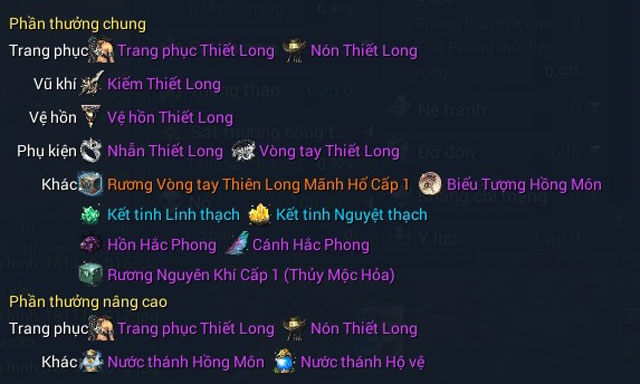 Phần thưởng chung
Trang phục Trang phục Thiết Long Nón Thiết Long
Vũ khí Kiếm Thiết Long
Vệ hồn Vệ hồn Thiết Long
Phụ kiện Nhẫn Thiết Long Vòng tay Thiết Long
Khác Rương Vòng tay Thiên Long Mãnh Hổ Cấp 1 Biểu Tượng Hồng Môn
Kết tinh Linh thạch Kết tinh Nguyệt thạch
Hồn Hắc Phong Cánh Hắc Phong
Rương Nguyên Khí Cấp 1 (Thủy Mộc Hỏa)
Phần thưởng nâng cao
Trang phục Trang phục Thiết Long Nón Thiết Long
Khác Nước thánh Hồng Môn Nước thánh Hộ vệ